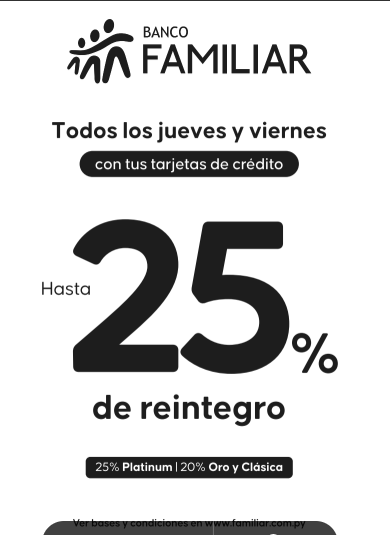 BANCO
FAMILIAR
Todos los jueves y viernes
con tus tarjetas de crédito
Hasta
25%
de reintegro
25% Platinum | 20% Oro y Clásica
Ver bases y condiciones en www.familiar.com.py